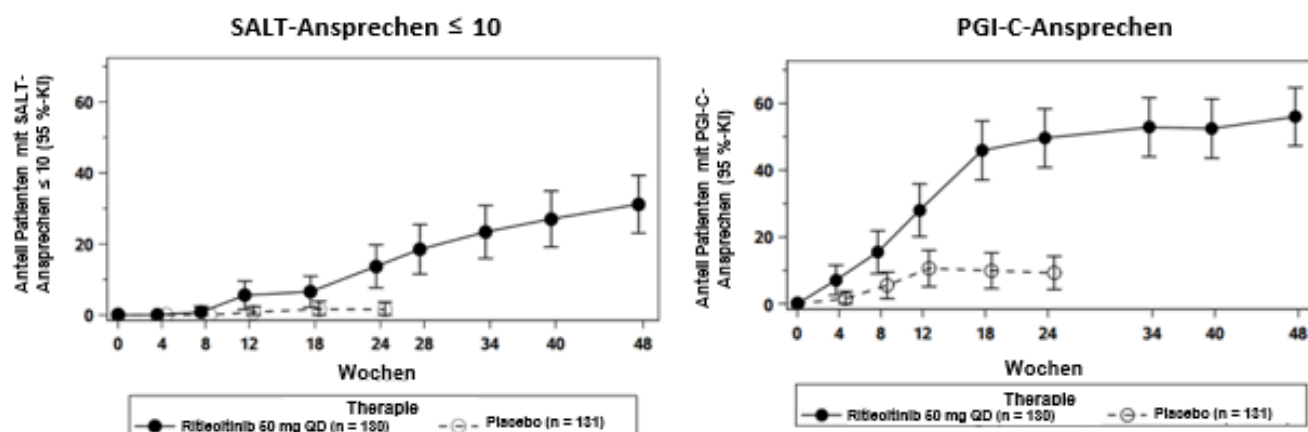 SALT-Ansprechen ≤ 10
Anteil Patienten mit SALT-
Ansprechen ≤ 10 (95 %-KI)
60
40
20
0
0 4 8 12 18 24 28 34 40 48
Wochen
Therapie
Ritlecitinib 50 mg QD (n = 130) Placebo (n = 131)
PGI-C-Ansprechen
Anteil Patienten mit PGI-C-
Ansprechen (95 %-KI)
60
40
20
0
0 4 8 12 18 24 34 40 48
Wochen
Therapie
Ritlecitinib 50 mg QD (n = 130) Placebo (n = 131)